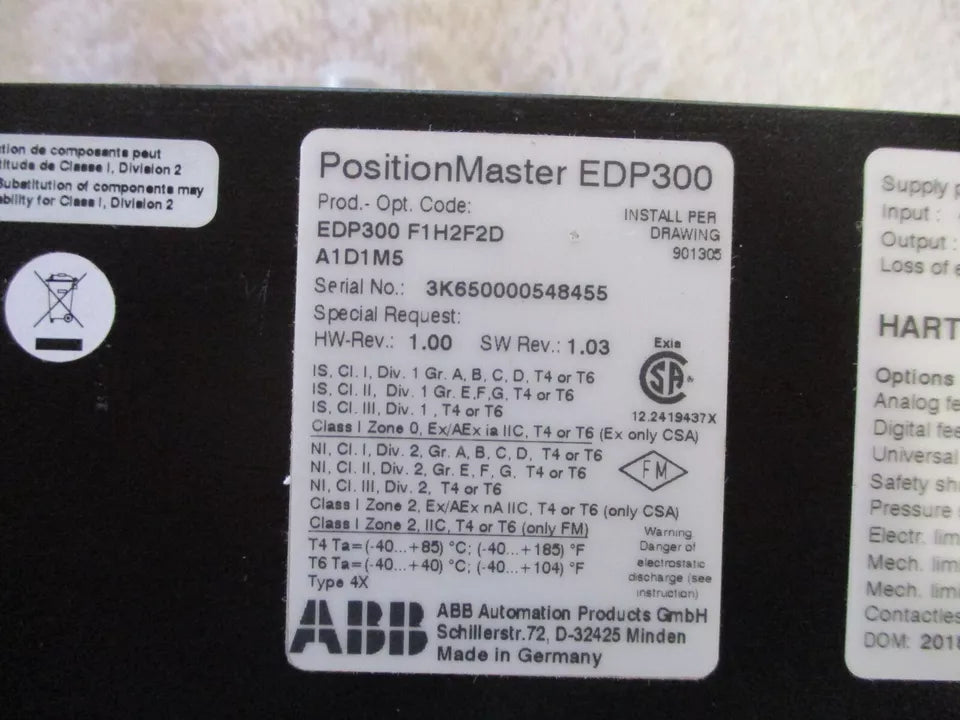 tion de composants peut
titude de Classe I, Division 2
Substitution of components may
ability for Class I, Division 2
PositionMaster EDP300
Prod.- Opt. Code:
EDP300 F1H2F2D
A1D1M5
INSTALL PER
DRAWING
901305
Serial No.: 3K650000548455
Special Request:
HW-Rev.: 1.00 SW Rev.: 1.03
Exia
SA
12.2419437X
IS, Cl. I, Div. 1 Gr. A, B, C, D, T4 or T6
IS, Cl. II, Div. 1 Gr. E,F,G, T4 or T6
IS, Cl. III, Div. 1 , T4 or T6
Class I Zone 0, Ex/AEx ia IIC, T4 or T6 (Ex only CSA)
NI, Cl. I, Div. 2, Gr. A, B, C, D, T4 or T6
NI, Cl. II, Div. 2, Gr. E, F, G, T4 or T6
NI, Cl. III, Div. 2, T4 or T6
FM
Class I Zone 2, Ex/AEx nA IIC, T4 or T6 (only CSA)
Class I Zone 2, IIC, T4 or T6 (only FM)
T4 Ta=(-40...+85) °C; (-40...+185) °F
T6 Ta=(-40...+40) °C; (-40...+104) °F
Type 4X
Warning
Danger of
electrostatic
discharge (see
instruction)
ABB
ABB Automation Products GmbH
Schillerstr.72, D-32425 Minden
Made in Germany
Supply p
Input :
Output :
Loss of e
HART
Options
Analog fe
Digital fee
Universal
Safety sh
Pressure
Electr. lim
Mech. limi
Mech. limi
Contactles
DOM: 2018